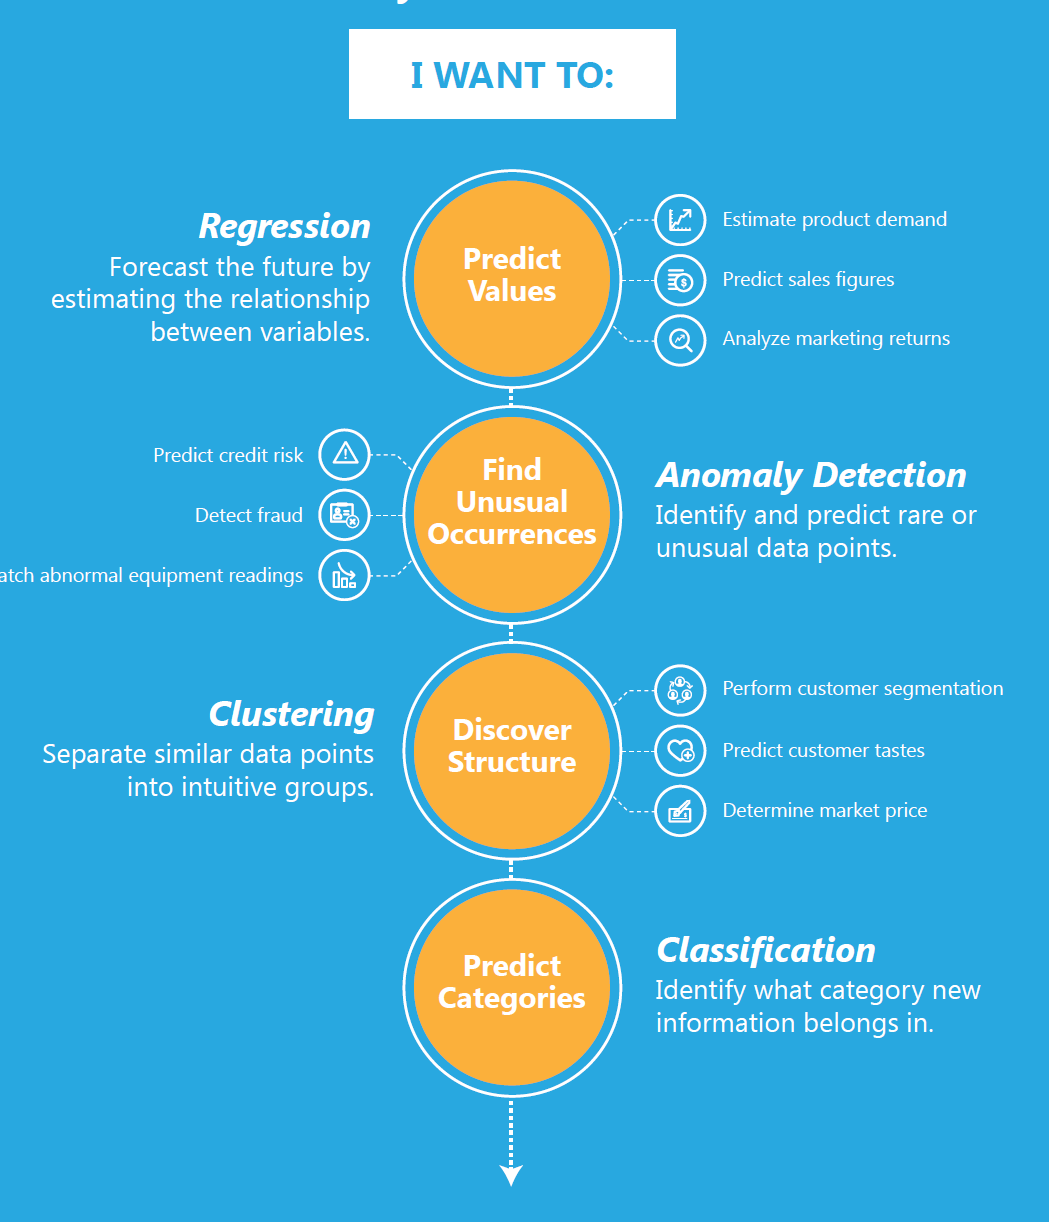 I WANT TO:
Regression
Forecast the future by
estimating the relationship
between variables.
Predict
Values
Estimate product demand
Predict sales figures
Analyze marketing returns
Predict credit risk
Detect fraud
abnormal equipment readings
Find
Unusual
Occurrences
Anomaly Detection
Identify and predict rare or
unusual data points.
Clustering
Separate similar data points
into intuitive groups.
Discover
Structure
Perform customer segmentation
Predict customer tastes
Determine market price
Predict
Categories
Classification
Identify what category new
information belongs in.